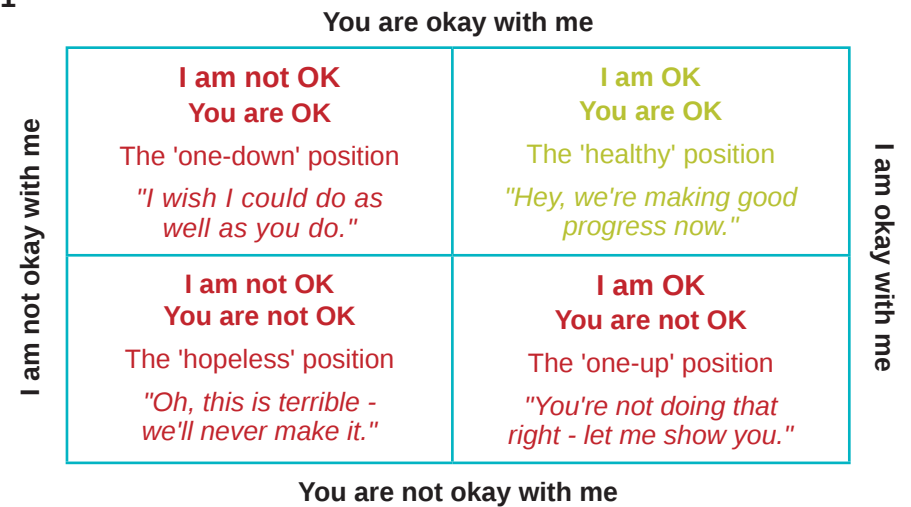 1
You are okay with me
I am not okay with me
I am not OK
You are OK
The 'one-down' position
"I wish I could do as
well as you do."
I am OK
You are OK
The 'healthy' position
"Hey, we're making good
progress now."
I am okay with me
I am not OK
You are not OK
The 'hopeless' position
"Oh, this is terrible -
we'll never make it."
I am OK
You are not OK
The 'one-up' position
"You're not doing that
right - let me show you."
You are not okay with me